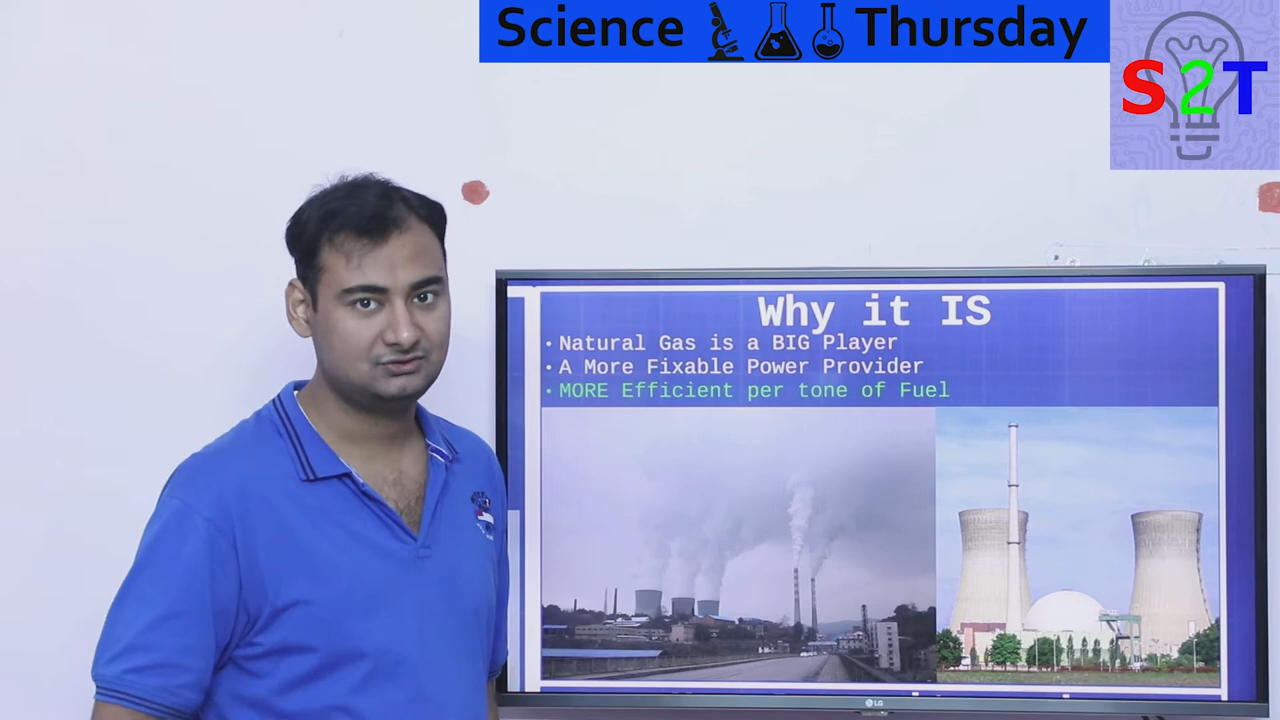 Science Thursday
S2T
Why it IS
• Natural Gas is a BIG Player
• A More Fixable Power Provider
• MORE Efficient per tone of Fuel
LG